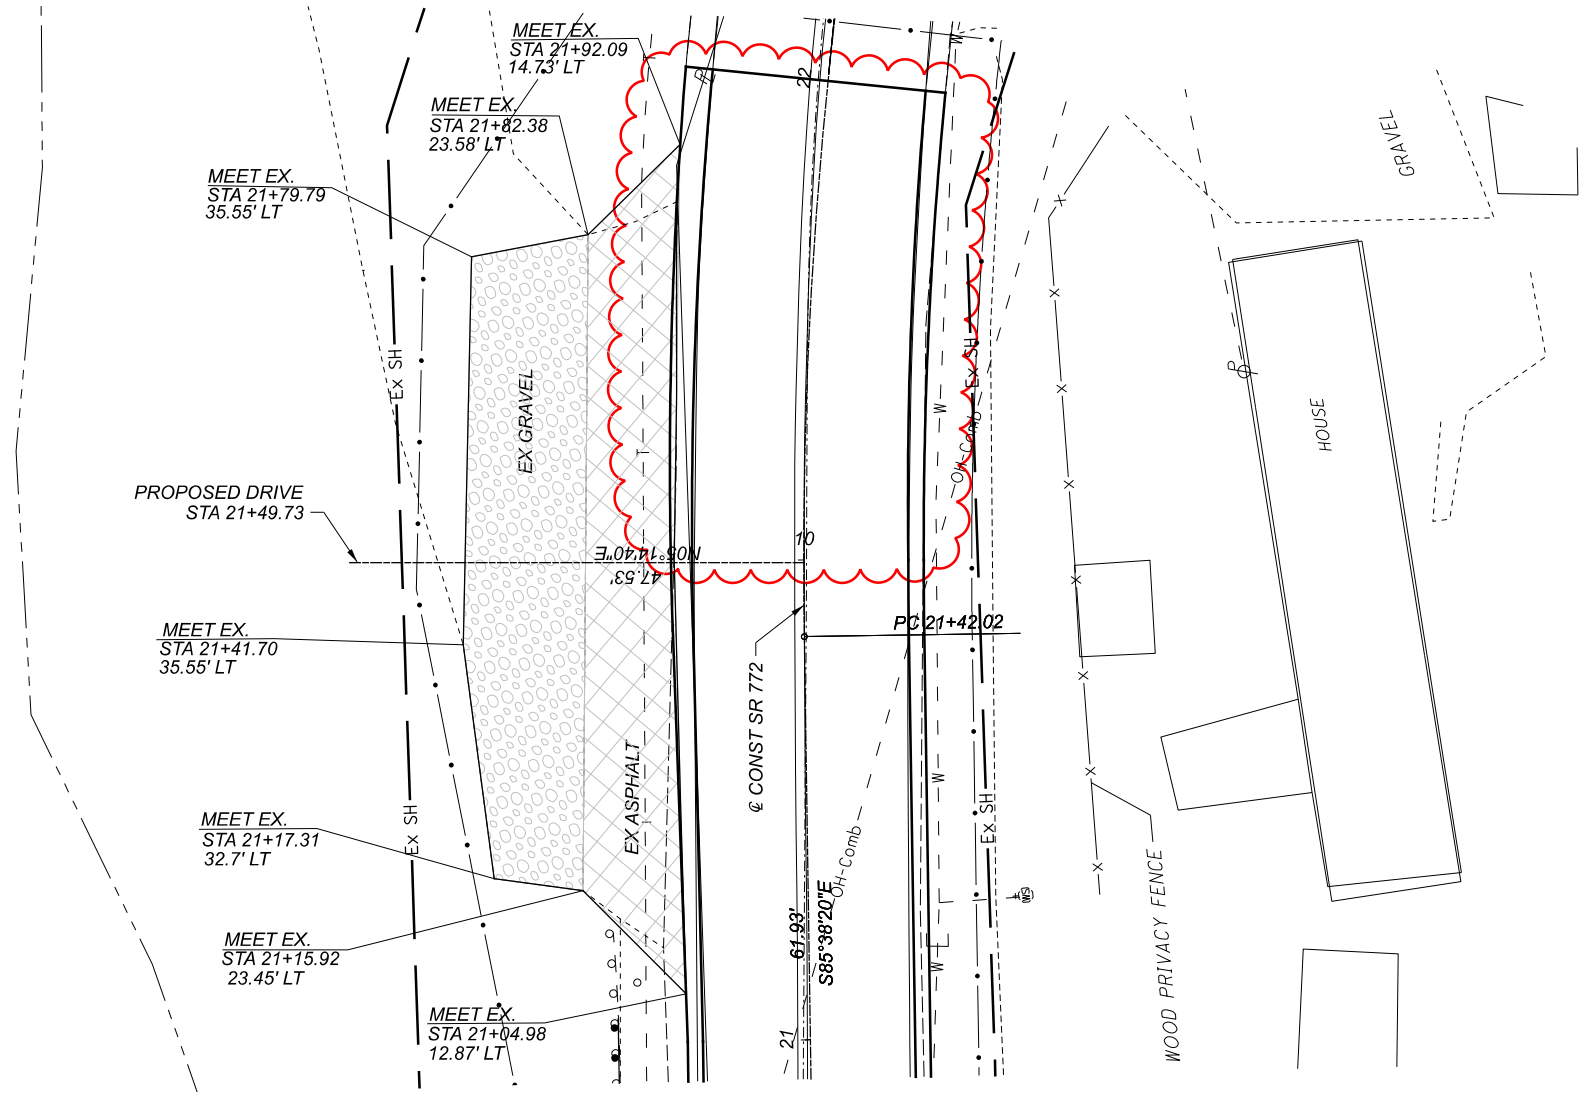 MEET EX.
STA 21+92.09
14.73' LT
MEET EX.
STA 21+82.38
23.58' LT
MEET EX.
STA 21+79.79
35.55' LT
PROPOSED DRIVE
STA 21+49.73
MEET EX.
STA 21+41.70
35.55' LT
MEET EX.
STA 21+17.31
32.7' LT
MEET EX.
STA 21+15.92
23.45' LT
MEET EX.
STA 21+04.98
12.87' LT
Ex SH
Ex SH
EX GRAVEL
EX ASPHALT
T
N05°14'40"E
47.53'
22
10
21
℄ CONST SR 772
PC 21+42.02
61.93'
S85°38'20"E
OH-Comb
OH-Comb
W
W
W
W
Ex SH
Ex SH
X
X
X
X
X
X
X
X
WOOD PRIVACY FENCE
HOUSE
GRAVEL